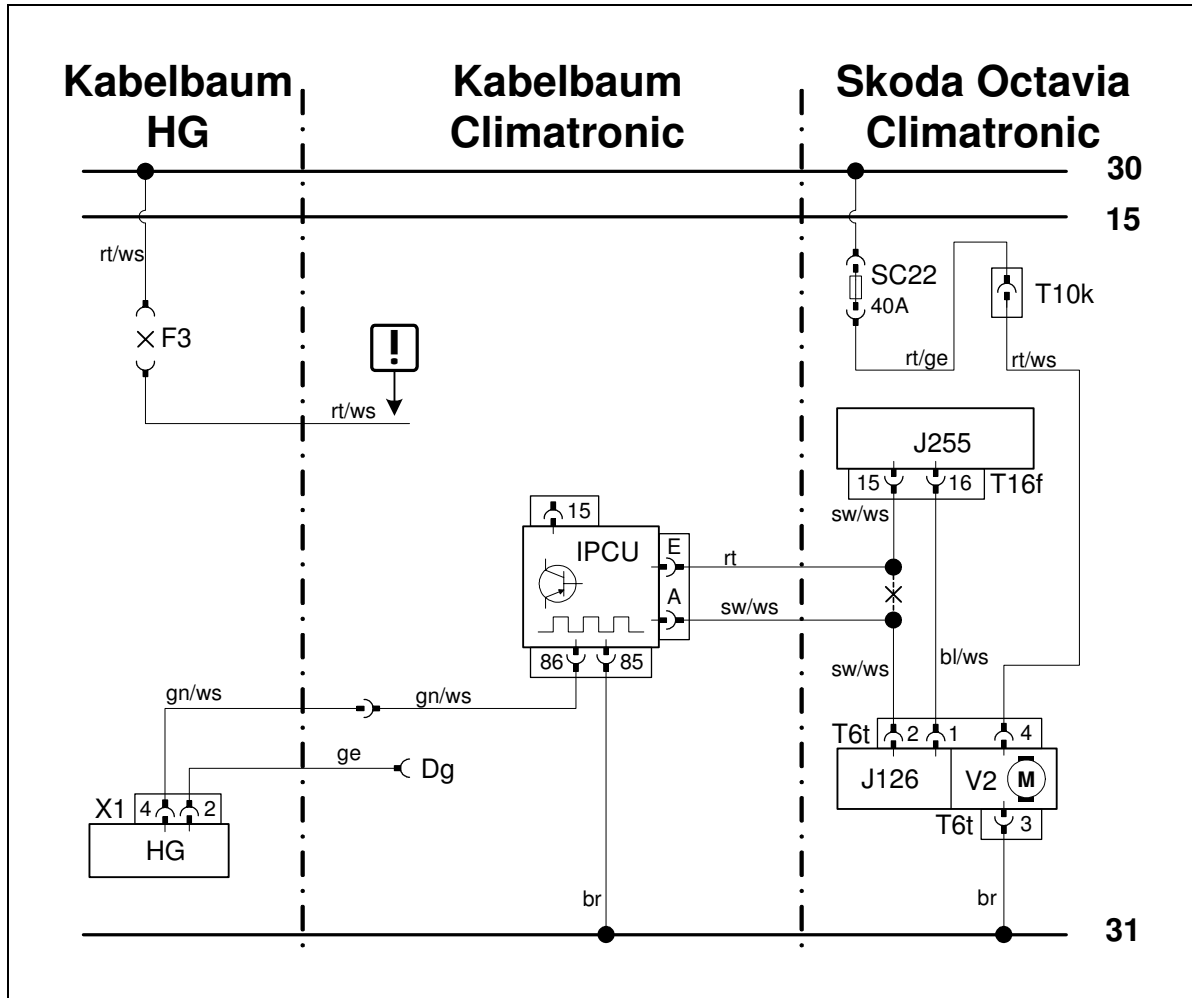 Kabelbaum
HG
Kabelbaum
Climatronic
Skoda Octavia
Climatronic
30
15
rt/ws
SC22
40A
T10k
F3
!
rt/ge
rt/ws
rt/ws
J255
15
16
T16f
sw/ws
15
IPCU
E
rt
A
sw/ws
86
85
sw/ws
bl/ws
gn/ws
gn/ws
T6t
2
1
4
ge
Dg
J126
V2
M
X1
4
2
T6t
3
HG
br
br
31